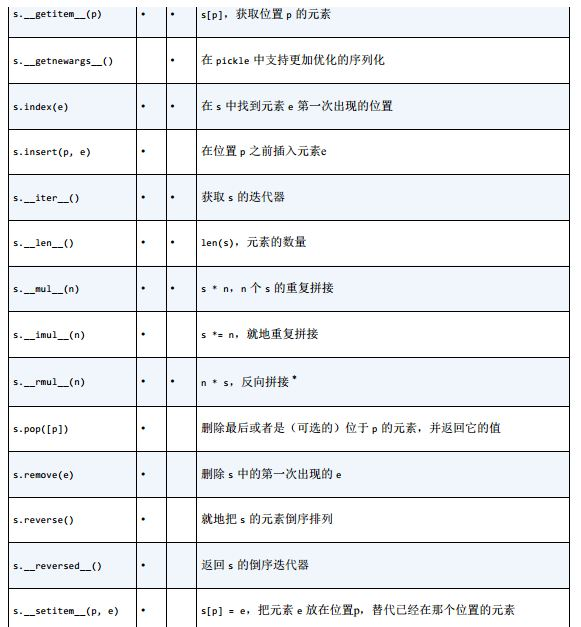 s.__getitem__(p) • • s[p]，获取位置 p 的元素
s.__getnewargs__() • 在 pickle 中支持更加优化的序列化
s.index(e) • • 在 s 中找到元素 e 第一次出现的位置
s.insert(p, e) • 在位置 p 之前插入元素e
s.__iter__() • • 获取 s 的迭代器
s.__len__() • • len(s)，元素的数量
s.__mul__(n) • • s * n，n 个 s 的重复拼接
s.__imul__(n) • s *= n，就地重复拼接
s.__rmul__(n) • • n * s，反向拼接 *
s.pop([p]) • 删除最后或者是（可选的）位于 p 的元素，并返回它的值
s.remove(e) • 删除 s 中的第一次出现的 e
s.reverse() • 就地把 s 的元素倒序排列
s.__reversed__() • 返回 s 的倒序迭代器
s.__setitem__(p, e) • s[p] = e，把元素 e 放在位置p，替代已经在那个位置的元素